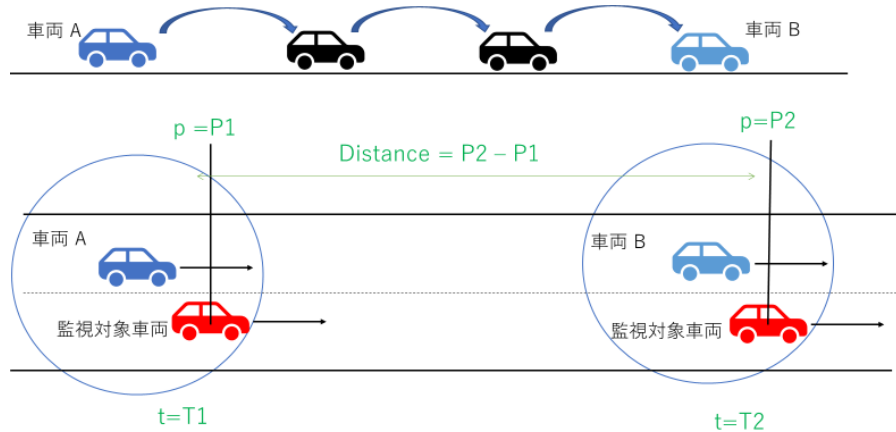 車両 A
車両 B
p =P1
p=P2
Distance = P2 – P1
車両 A
車両 B
監視対象車両
監視対象車両
t=T1
t=T2